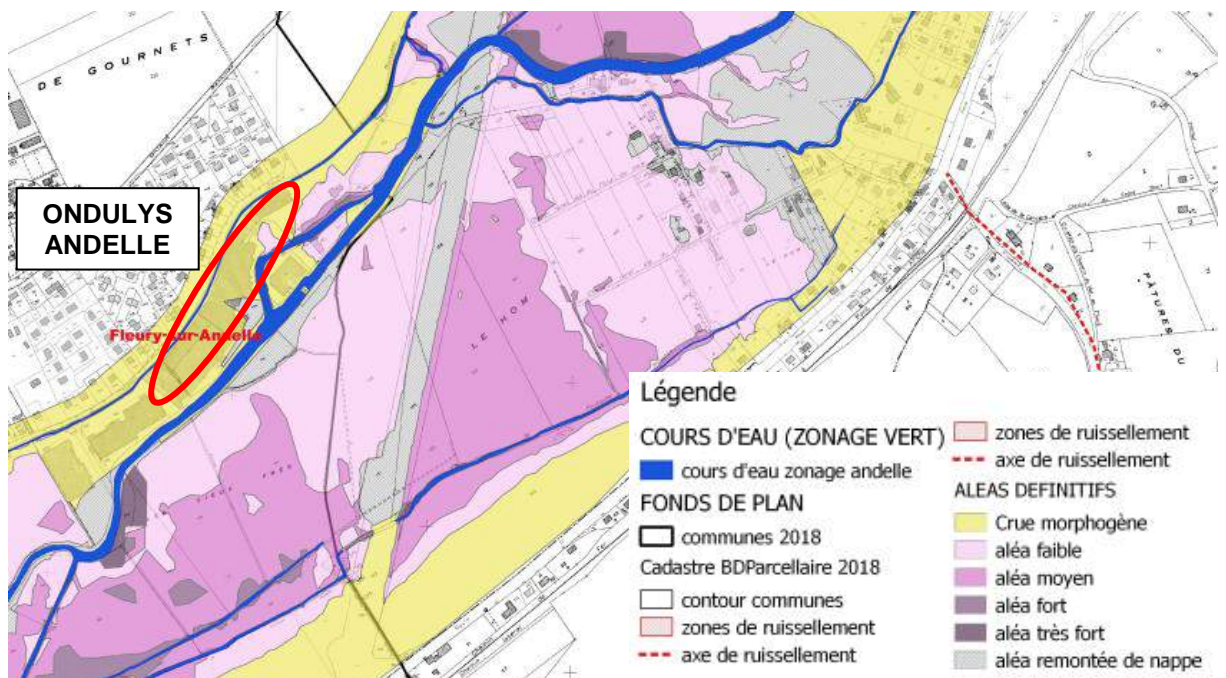 DE GOURNETS
ONDULYS
ANDELLE
Fleury-sur-Andelle
LE HOM
PÂTURES DU
Légende
COURS D'EAU (ZONAGE VERT)
cours d'eau zonage andelle
FONDS DE PLAN
communes 2018
Cadastre BDParcellaire 2018
contour communes
zones de ruissellement
axe de ruissellement
zones de ruissellement
axe de ruissellement
ALEAS DEFINITIFS
Crue morphogène
aléa faible
aléa moyen
aléa fort
aléa très fort
aléa remontée de nappe